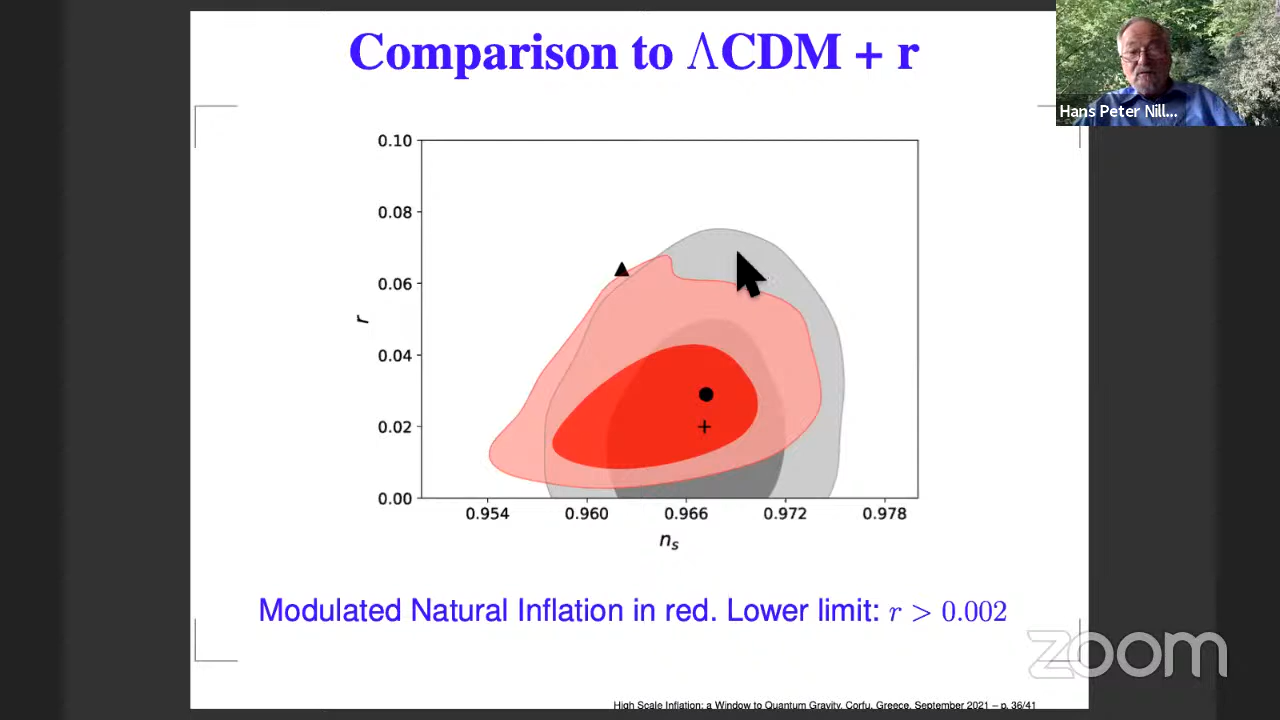 Comparison to ΛCDM + r
Hans Peter Nill...
0.10
0.08
0.06
0.04
0.02
0.00
r
0.954 0.960 0.966 0.972 0.978
nₛ
Modulated Natural Inflation in red. Lower limit: r > 0.002
zoom
High Scale Inflation: a Window to Quantum Gravity, Corfu, Greece, September 2021 – p. 36/41